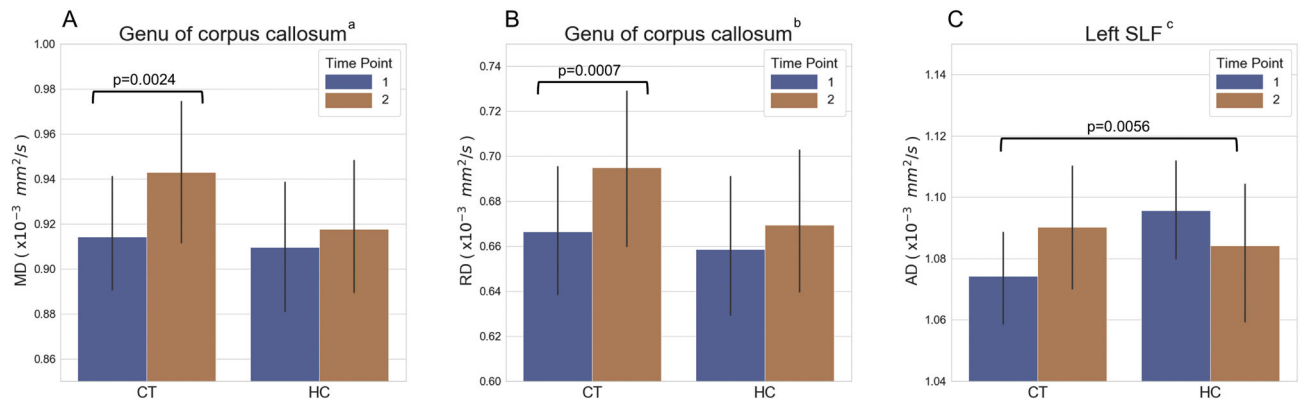 A
Genu of corpus callosum a
1.00
0.98
0.96
0.94
0.92
0.90
0.88
0.86
MD ( x10⁻³ mm²/s )
p=0.0024
Time Point
1
2
CT HC
B
Genu of corpus callosum b
0.74
0.72
0.70
0.68
0.66
0.64
0.62
0.60
RD ( x10⁻³ mm²/s )
p=0.0007
Time Point
1
2
CT HC
C
Left SLF c
1.14
1.12
1.10
1.08
1.06
1.04
AD ( x10⁻³ mm²/s )
p=0.0056
Time Point
1
2
CT HC